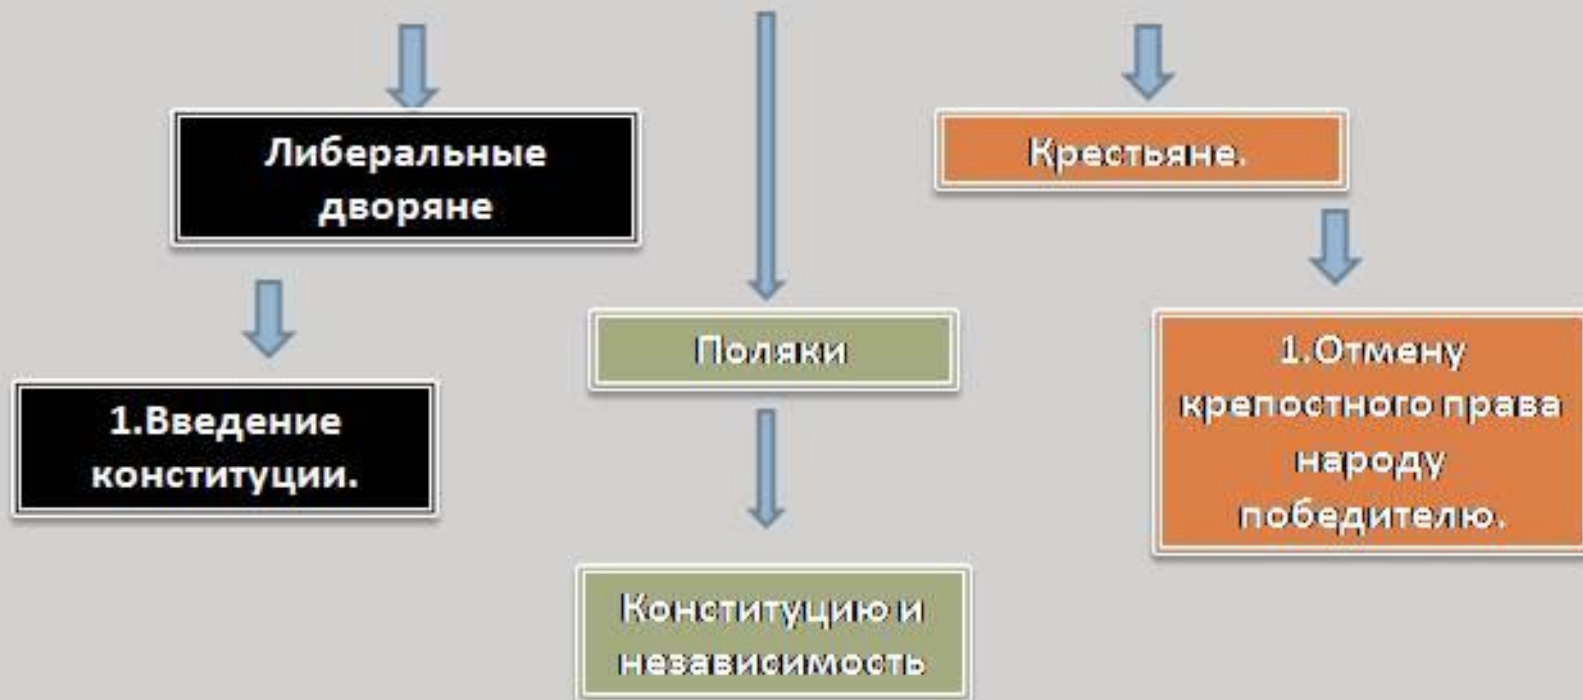 Либеральные
дворяне
Крестьяне.
Поляки
1.Введение
конституции.
1.Отмену
крепостного права
народу
победителю.
Конституцию и
независимость